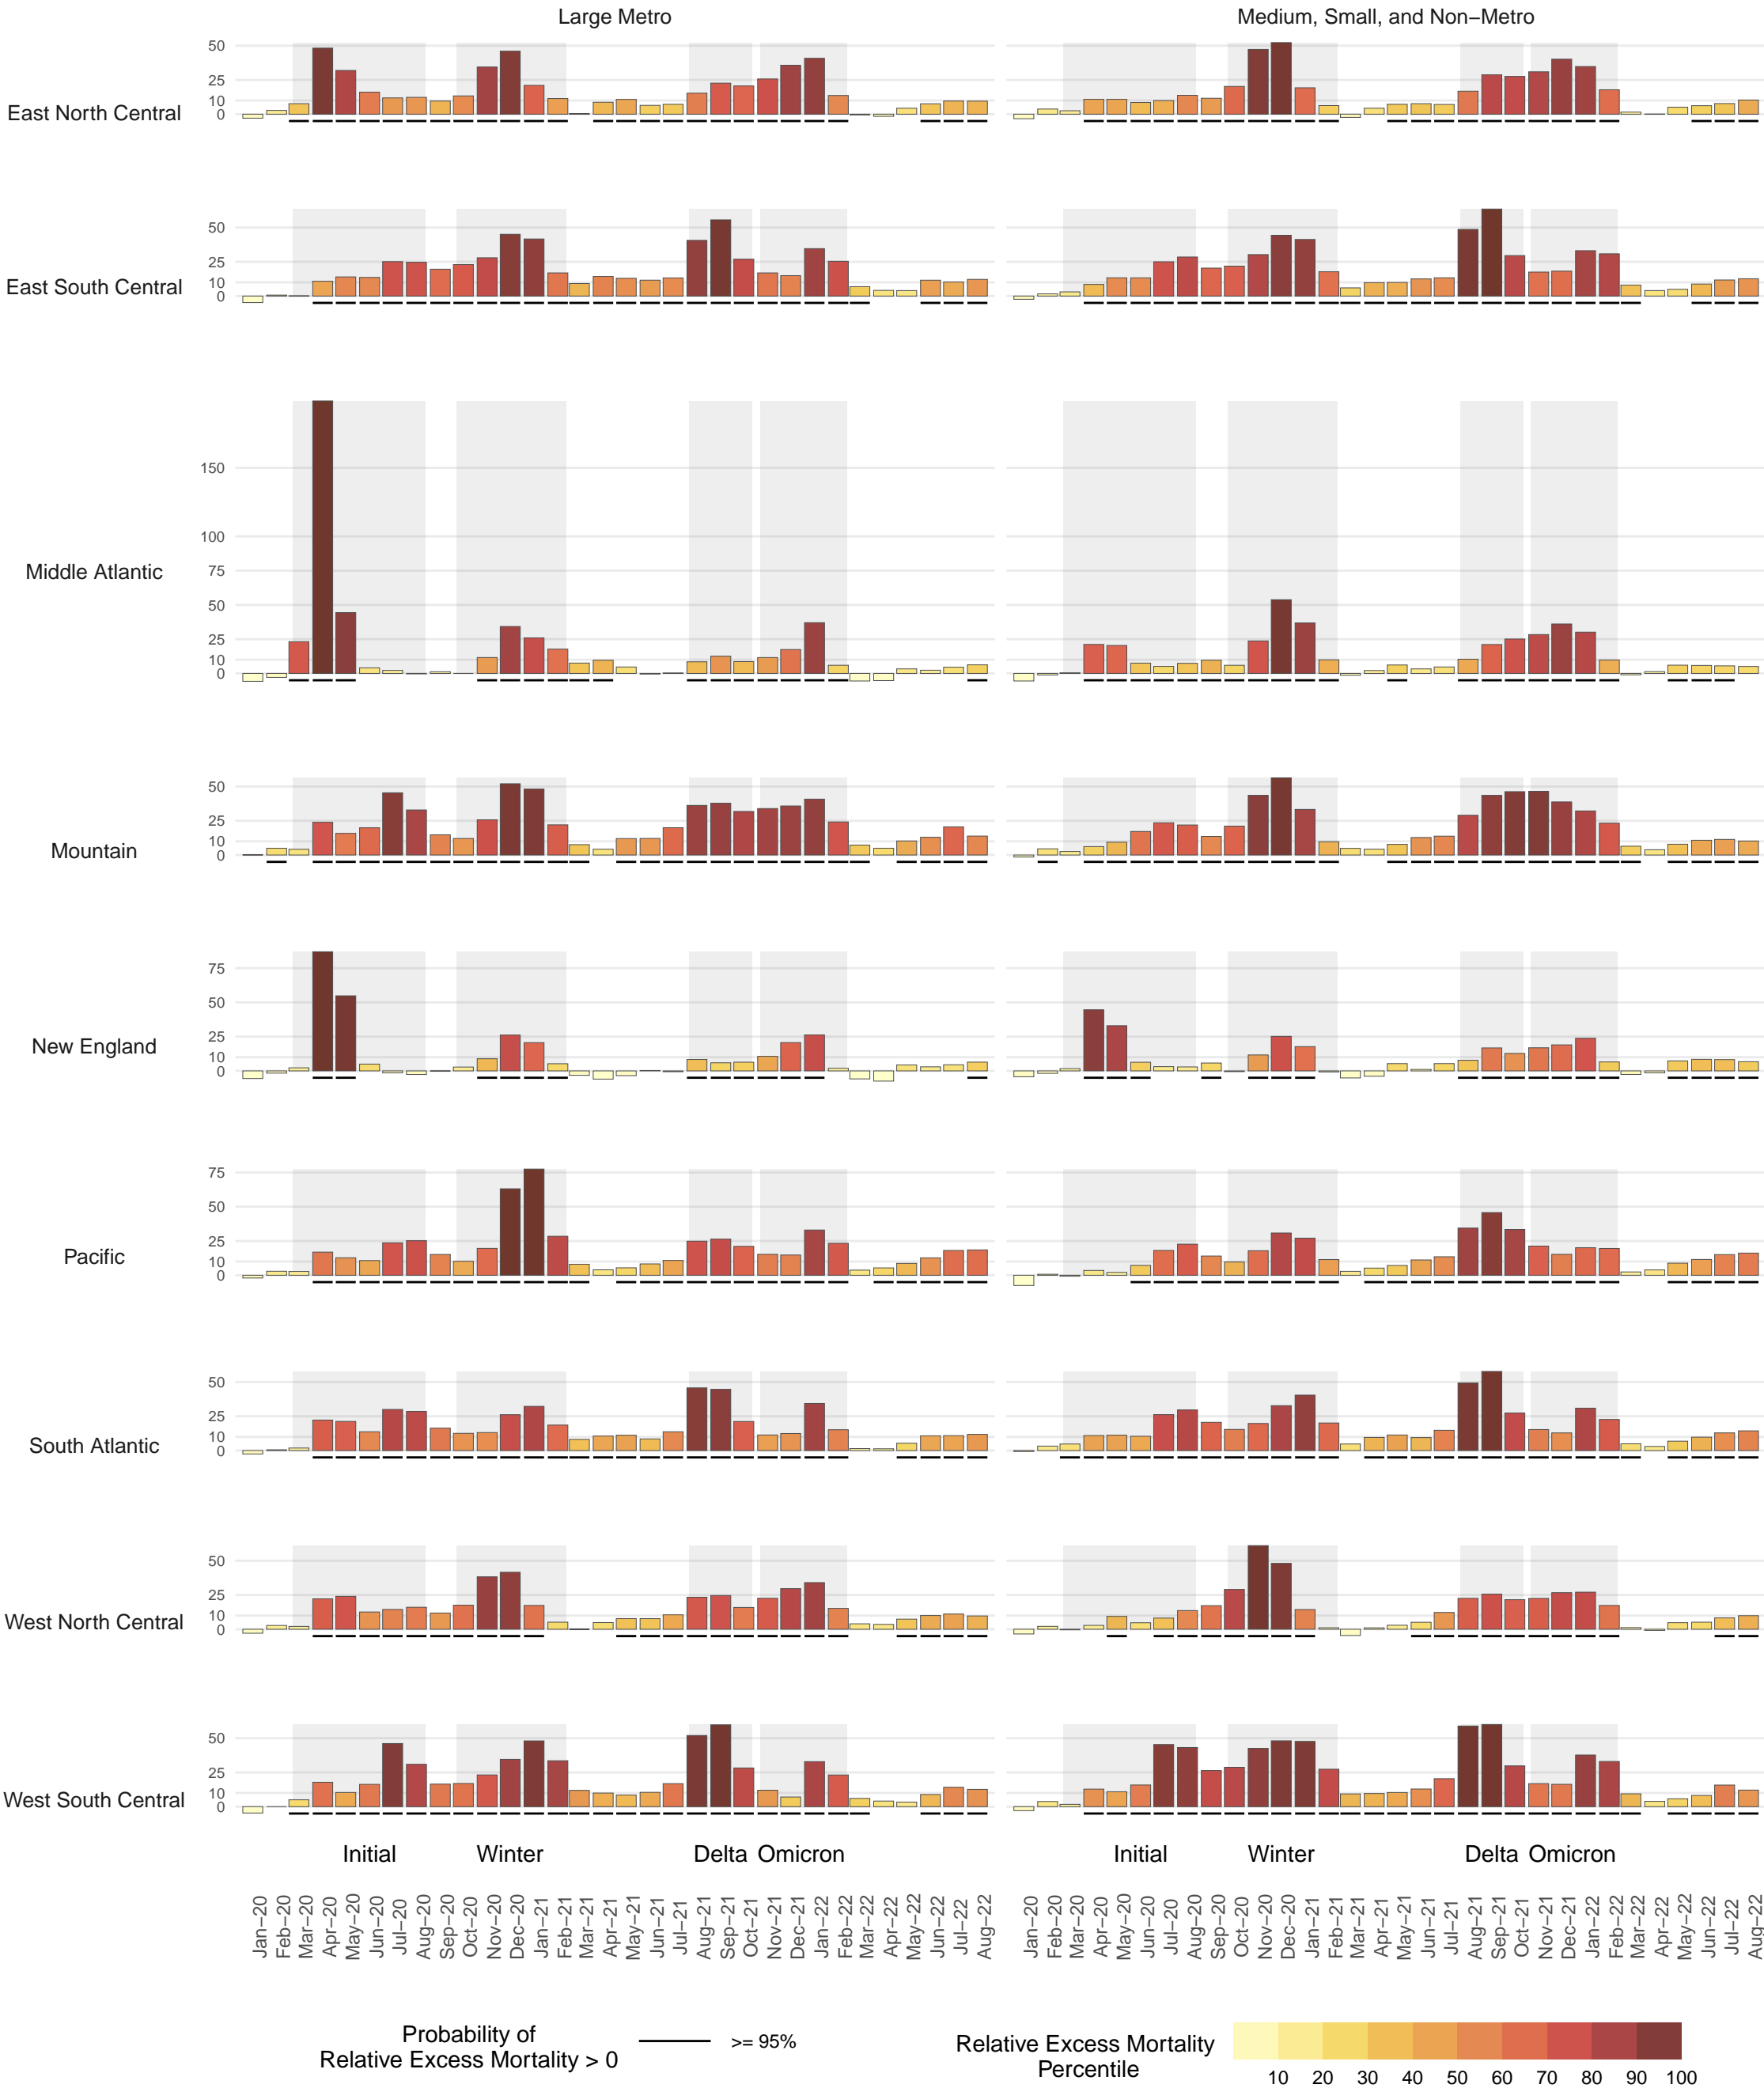 Large Metro
Medium, Small, and Non−Metro
East North Central
50
25
10
0
East South Central
50
25
10
0
Middle Atlantic
150
100
75
50
25
10
0
Mountain
50
25
10
0
New England
75
50
25
10
0
Pacific
75
50
25
10
0
South Atlantic
50
25
10
0
West North Central
50
25
10
0
West South Central
50
25
10
0
Initial Winter Delta Omicron
Initial Winter Delta Omicron
Jan−20
Feb−20
Mar−20
Apr−20
May−20
Jun−20
Jul−20
Aug−20
Sep−20
Oct−20
Nov−20
Dec−20
Jan−21
Feb−21
Mar−21
Apr−21
May−21
Jun−21
Jul−21
Aug−21
Sep−21
Oct−21
Nov−21
Dec−21
Jan−22
Feb−22
Mar−22
Apr−22
May−22
Jun−22
Jul−22
Aug−22
Jan−20
Feb−20
Mar−20
Apr−20
May−20
Jun−20
Jul−20
Aug−20
Sep−20
Oct−20
Nov−20
Dec−20
Jan−21
Feb−21
Mar−21
Apr−21
May−21
Jun−21
Jul−21
Aug−21
Sep−21
Oct−21
Nov−21
Dec−21
Jan−22
Feb−22
Mar−22
Apr−22
May−22
Jun−22
Jul−22
Aug−22
Probability of
Relative Excess Mortality > 0
>= 95%
Relative Excess Mortality
Percentile
10 20 30 40 50 60 70 80 90 100